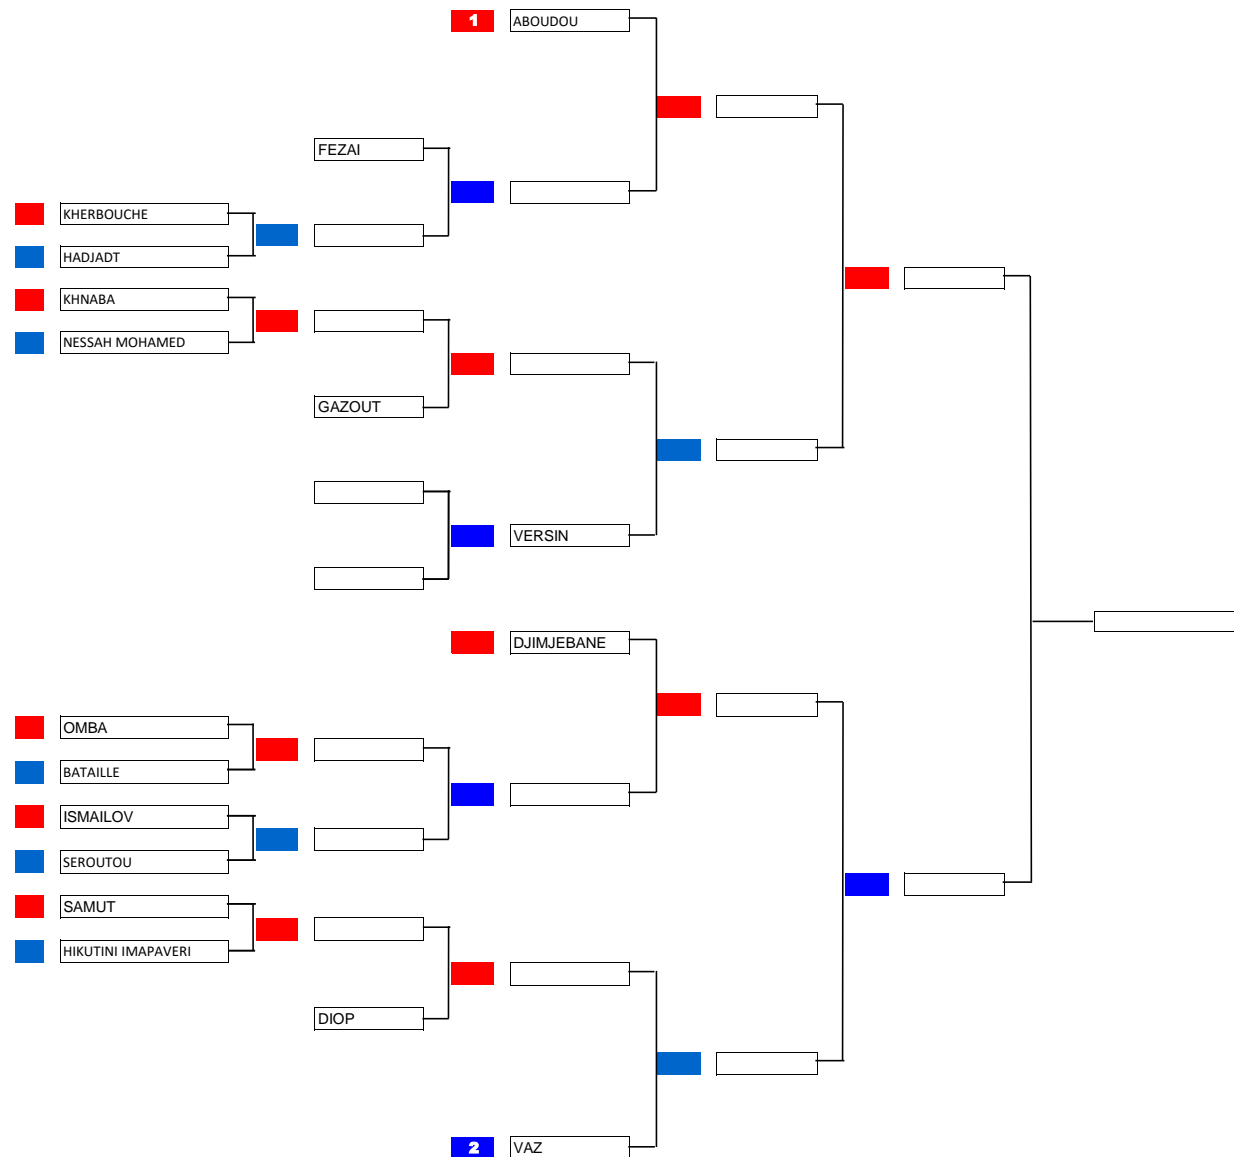 1
ABOUDOU
FEZAI
KHERBOUCHE
HADJADT
KHNABA
NESSAH MOHAMED
GAZOUT
VERSIN
DJIMJEBANE
OMBA
BATAILLE
ISMAILOV
SEROUTOU
SAMUT
HIKUTINI IMAPAVERI
DIOP
2
VAZ